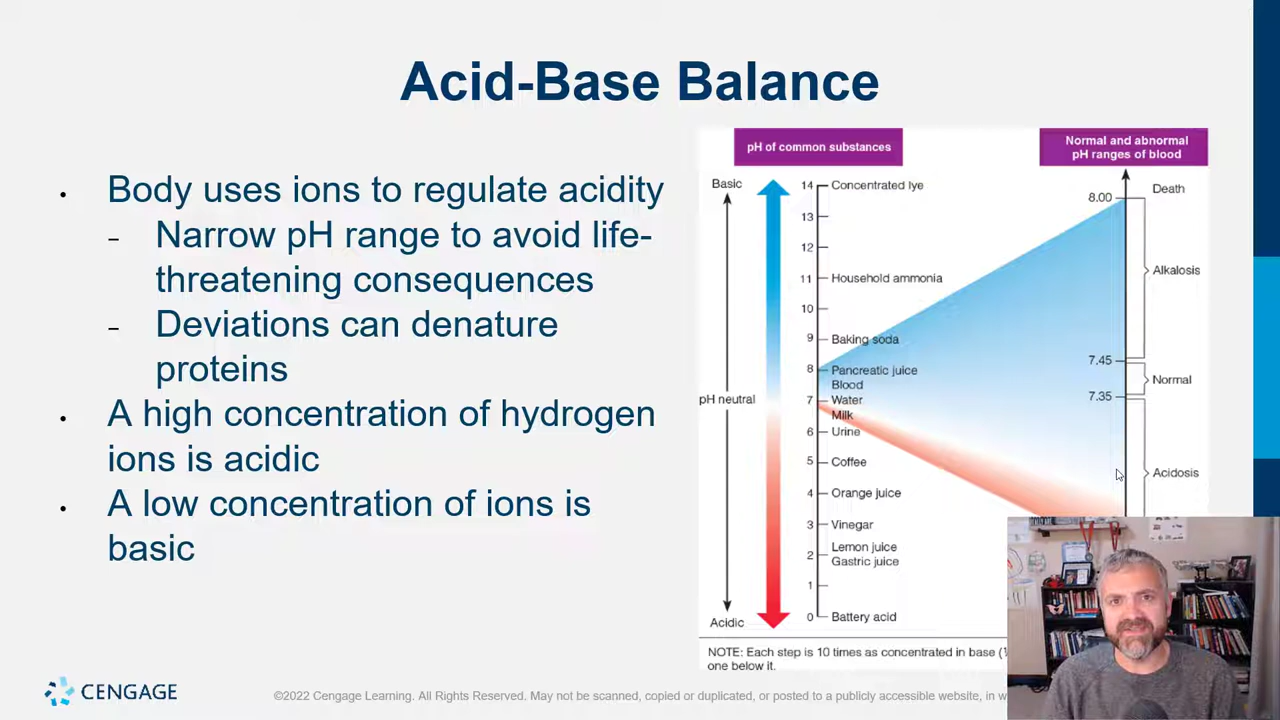 Acid-Base Balance
• Body uses ions to regulate acidity
– Narrow pH range to avoid life-
threatening consequences
– Deviations can denature
proteins
• A high concentration of hydrogen
ions is acidic
• A low concentration of ions is
basic
pH of common substances
Basic
pH neutral
Acidic
14 Concentrated lye
13
12
11 Household ammonia
10
9 Baking soda
8 Pancreatic juice
Blood
7 Water
Milk
6 Urine
5 Coffee
4 Orange juice
3 Vinegar
Lemon juice
2 Gastric juice
1
0 Battery acid
Normal and abnormal
pH ranges of blood
Death
8.00
Alkalosis
7.45
Normal
7.35
Acidosis
NOTE: Each step is 10 times as concentrated in base (
one below it.
CENGAGE
©2022 Cengage Learning. All Rights Reserved. May not be scanned, copied or duplicated, or posted to a publicly accessible website, in w